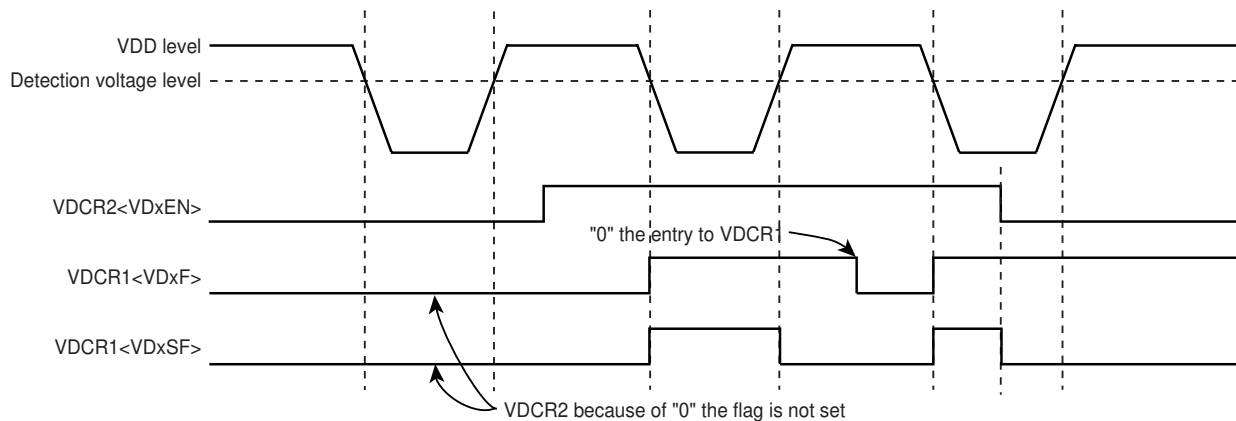 VDD level
Detection voltage level
VDCR2<VDxEN>
"0" the entry to VDCR1
VDCR1<VDxF>
VDCR1<VDxSF>
VDCR2 because of "0" the flag is not set